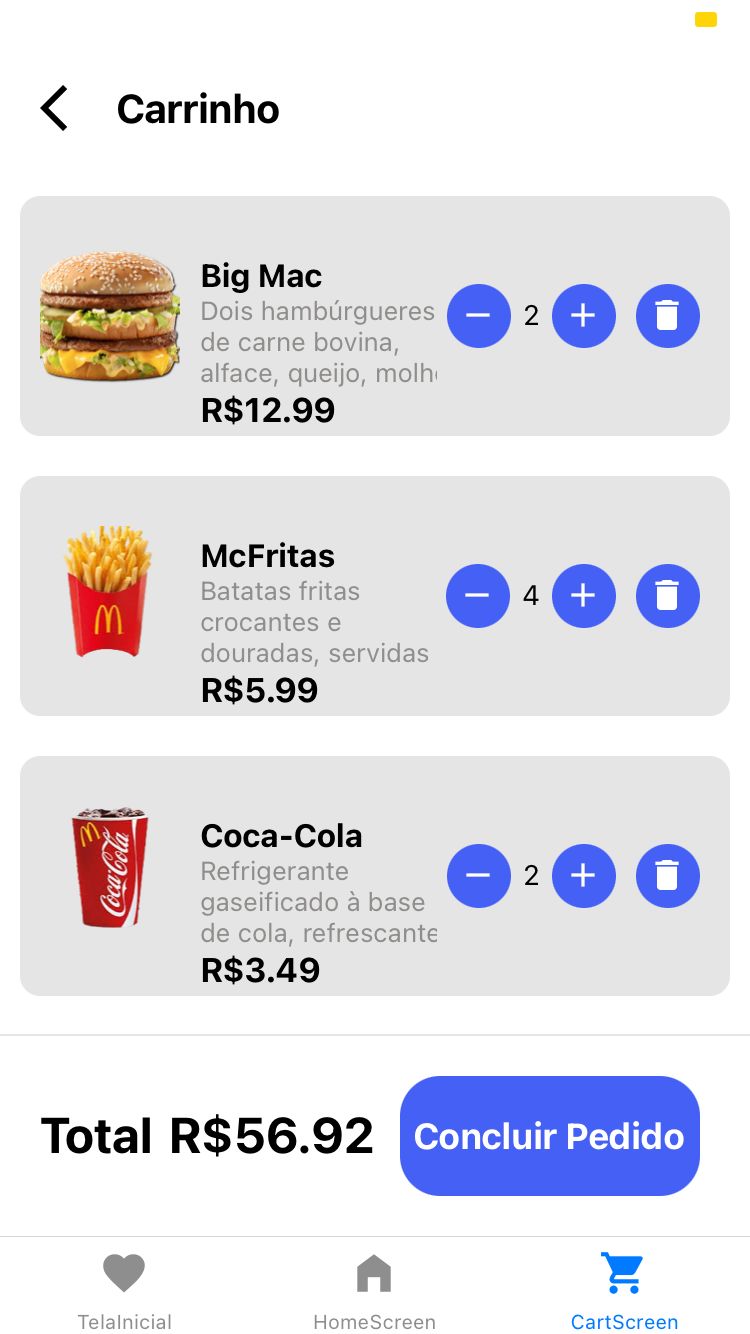 Carrinho
Big Mac
Dois hambúrgueres
de carne bovina,
alface, queijo, molh
R$12.99
2
McFritas
Batatas fritas
crocantes e
douradas, servidas
R$5.99
4
Coca-Cola
Coca-Cola
Refrigerante
gaseificado à base
de cola, refrescante
R$3.49
2
Total R$56.92
Concluir Pedido
TelaInicial
HomeScreen
CartScreen